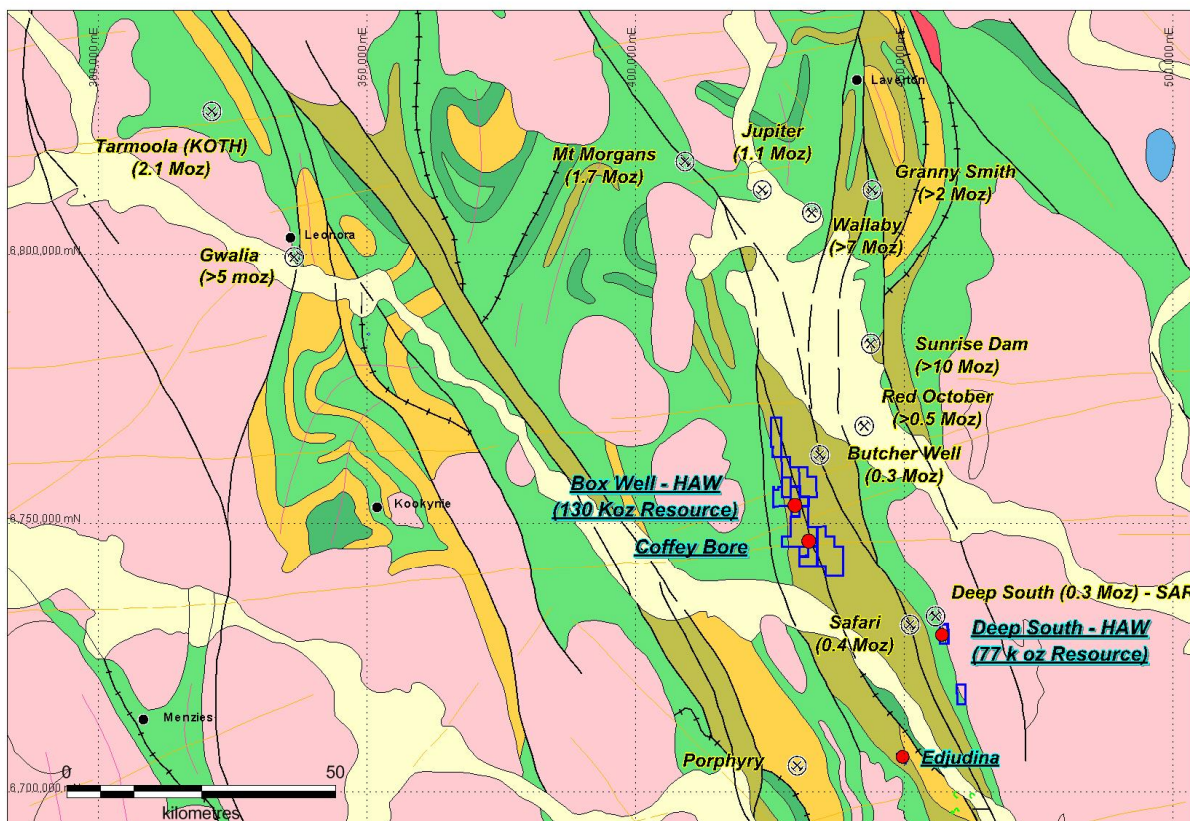 300,000 mE
350,000 mE
400,000 mE
450,000 mE
500,000 mE
Laverton
Tarmoola (KOTH)
(2.1 Moz)
Mt Morgans
(1.7 Moz)
Jupiter
(1.1 Moz)
Granny Smith
(>2 Moz)
Wallaby
(>7 Moz)
Leonora
6,800,000 mN
Gwalia
(>5 moz)
Sunrise Dam
(>10 Moz)
Red October
(>0.5 Moz)
Butcher Well
(0.3 Moz)
Box Well - HAW
(130 Koz Resource)
Kookynie
6,750,000 mN
Coffey Bore
Deep South (0.3 Moz) - SAR
Safari
(0.4 Moz)
Deep South - HAW
(77 k oz Resource)
Menzies
Porphyry
Edjudina
0
50
6,700,000 mN
kilometres